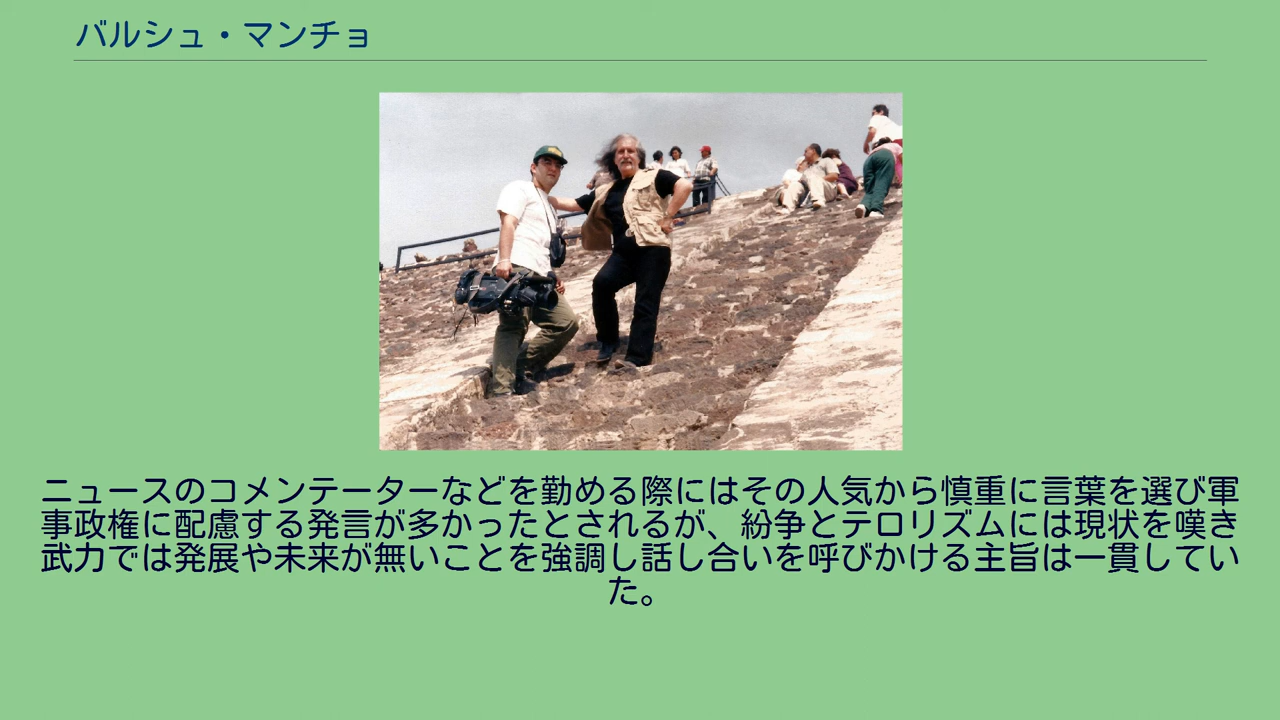 バルシュ・マンチョ
ニュースのコメンテーターなどを勤める際にはその人気から慎重に言葉を選び軍
事政権に配慮する発言が多かったとされるが、紛争とテロリズムには現状を嘆き
武力では発展や未来が無いことを強調し話し合いを呼びかける主旨は一貫してい
た。